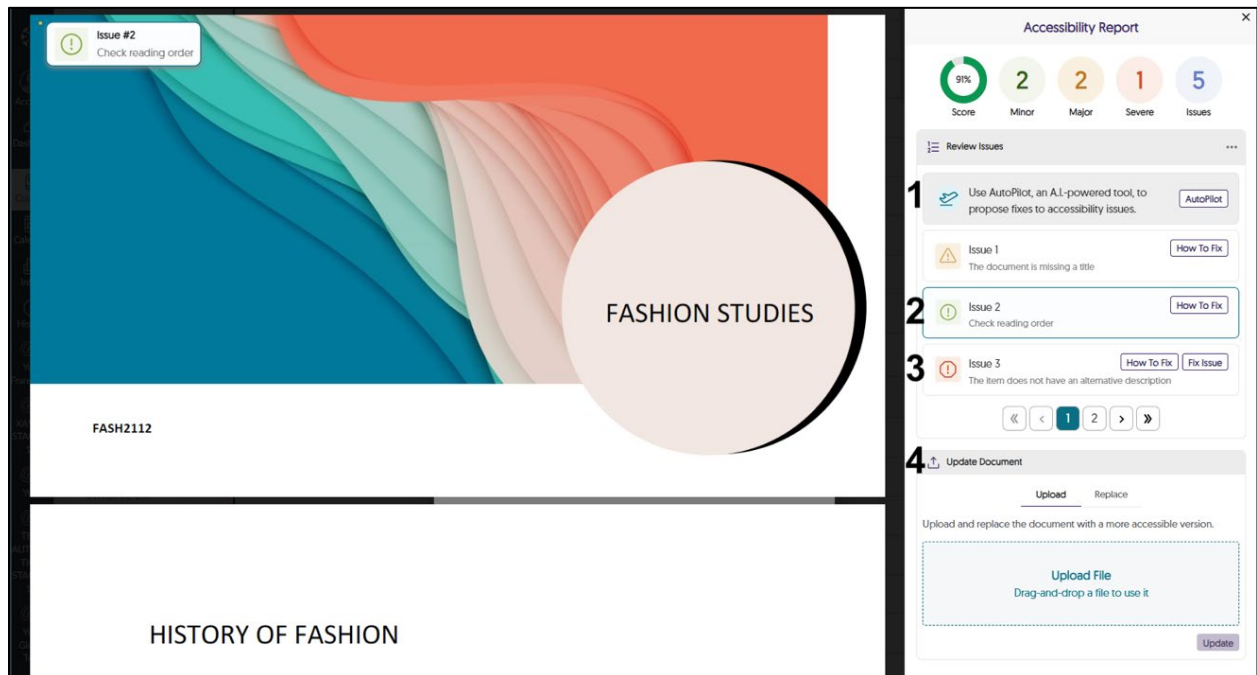 Issue #2
Check reading order
FASHION STUDIES
FASH2112
HISTORY OF FASHION
Accessibility Report
91%
2
2
1
5
Score
Minor
Major
Severe
Issues
Review Issues
1
Use AutoPilot, an A.I.-powered tool, to
propose fixes to accessibility issues.
AutoPilot
Issue 1
How To Fix
The document is missing a title
2
Issue 2
How To Fix
Check reading order
3
Issue 3
How To Fix
Fix Issue
The item does not have an alternative description
« < 1 2 > »
4
Update Document
Upload
Replace
Upload and replace the document with a more accessible version.
Upload File
Drag-and-drop a file to use it
Update